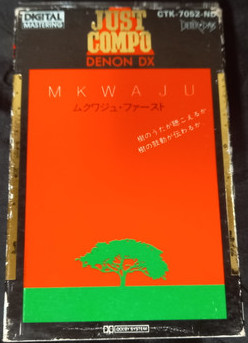 DIGITAL
MASTERING
JUST
COMPO
DENON DX
CTK-7052-ND
MKWAJU
ムクワジュ・ファースト
樹のうたが聴こえるか
樹の鼓動が伝わるか
DOLBY SYSTEM